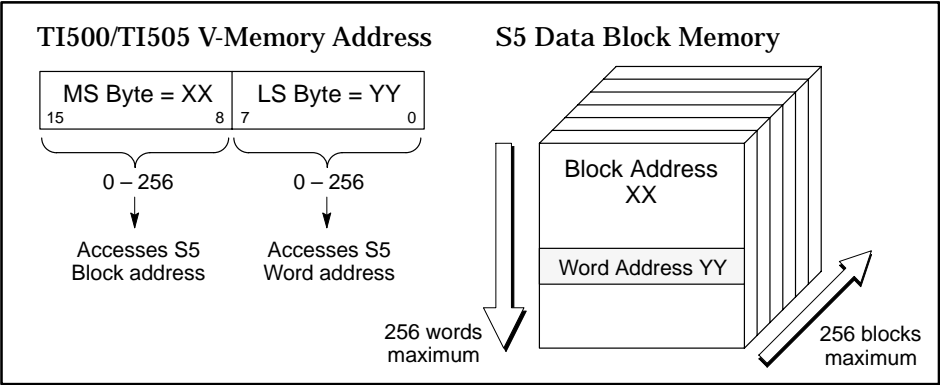 TI500/TI505 V-Memory Address
MS Byte = XX
LS Byte = YY
15
8
7
0
0 – 256
0 – 256
Accesses S5
Block address
Accesses S5
Word address
S5 Data Block Memory
Block Address
XX
Word Address YY
256 words
maximum
256 blocks
maximum